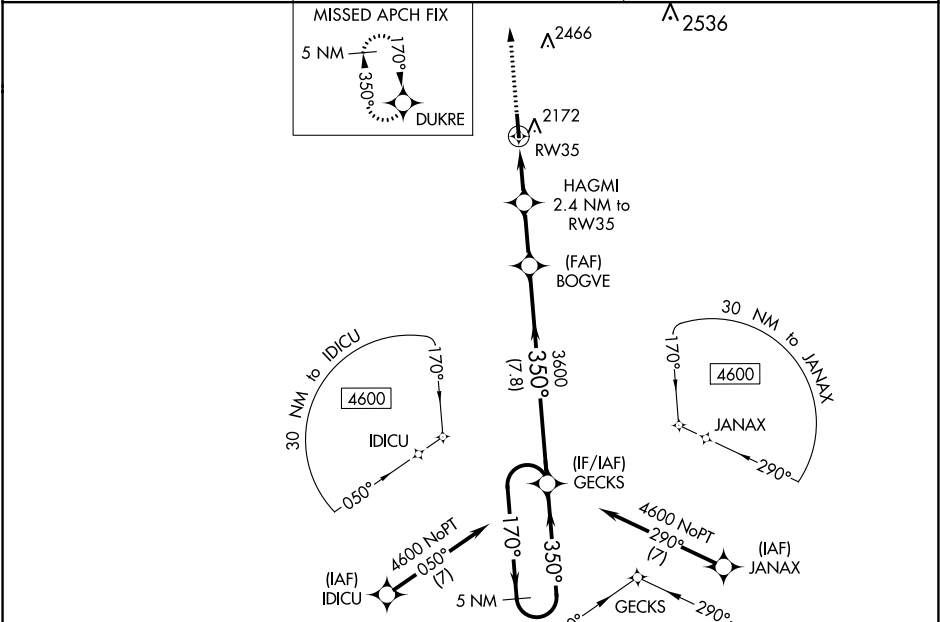 MISSED APCH FIX
5 NM
170°
350°
DUKRE
2466
2536
2172
RW35
HAGMI
2.4 NM to
RW35
(FAF)
BOGVE
30 NM to IDICU
170°
4600
IDICU
050°
3600
350°
(7.8)
30 NM to JANAX
170°
4600
JANAX
290°
(IF/IAF)
GECKS
4600 NoPT
050°
(7)
(IAF)
IDICU
170°
350°
5 NM
4600 NoPT
290°
(7)
(IAF)
JANAX
GECKS
290°